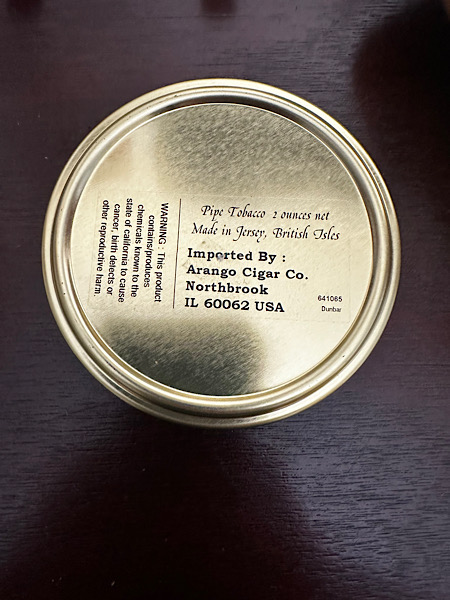 Pipe Tobacco 2 ounces net
Made in Jersey, British Isles
Imported By :
Arango Cigar Co.
Northbrook
IL 60062 USA
641065
Dunbar
WARNING : This product
contains/produces
chemicals known to the
state of california to cause
cancer, birth defects or
other reproductive harm.